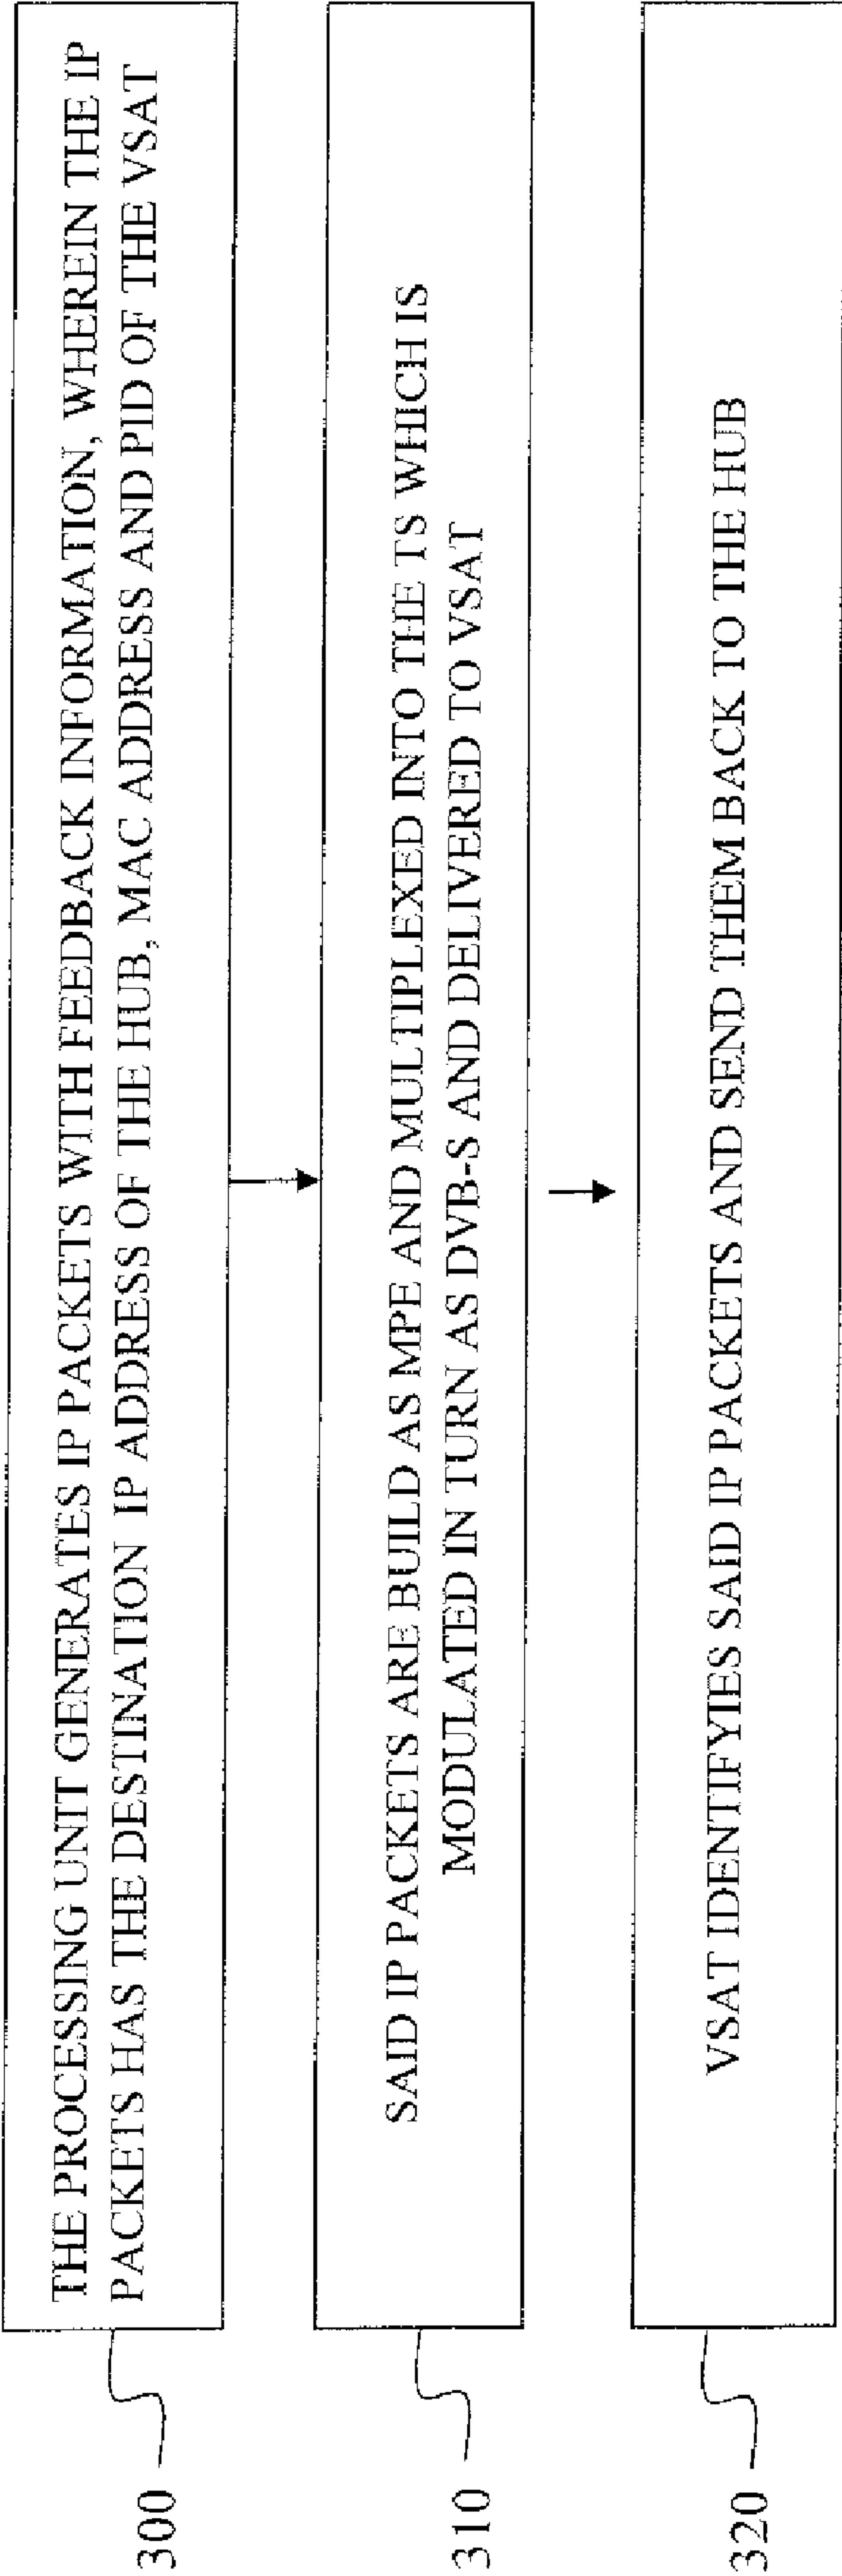 300
THE PROCESSING UNIT GENERATES IP PACKETS WITH FEEDBACK INFORMATION, WHEREIN THE IP
PACKETS HAS THE DESTINATION IP ADDRESS OF THE HUB, MAC ADDRESS AND PID OF THE VSAT
310
SAID IP PACKETS ARE BUILD AS MPE AND MULTIPLEXED INTO THE TS WHICH IS
MODULATED IN TURN AS DVB-S AND DELIVERED TO VSAT
320
VSAT IDENTIFYIES SAID IP PACKETS AND SEND THEM BACK TO THE HUB